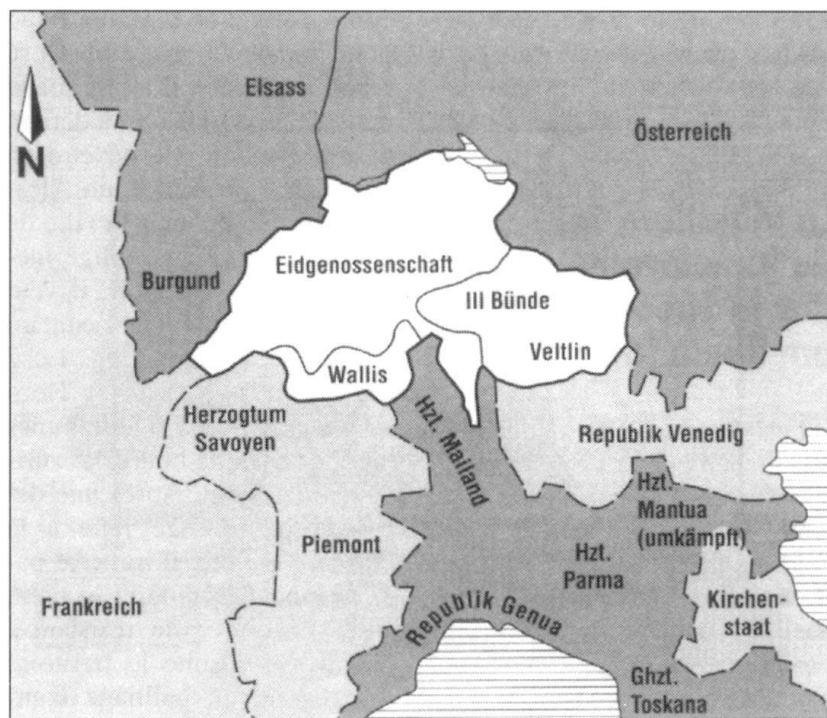 Elsass
Österreich
N
Eidgenossenschaft
Burgund
III Bünde
Veltlin
Wallis
Herzogtum
Savoyen
Republik Venedig
Hzt. Mailand
Hzt.
Mantua
(umkämpft)
Piemont
Hzt.
Parma
Frankreich
Republik Genua
Kirchen-
staat
Ghzt.
Toskana